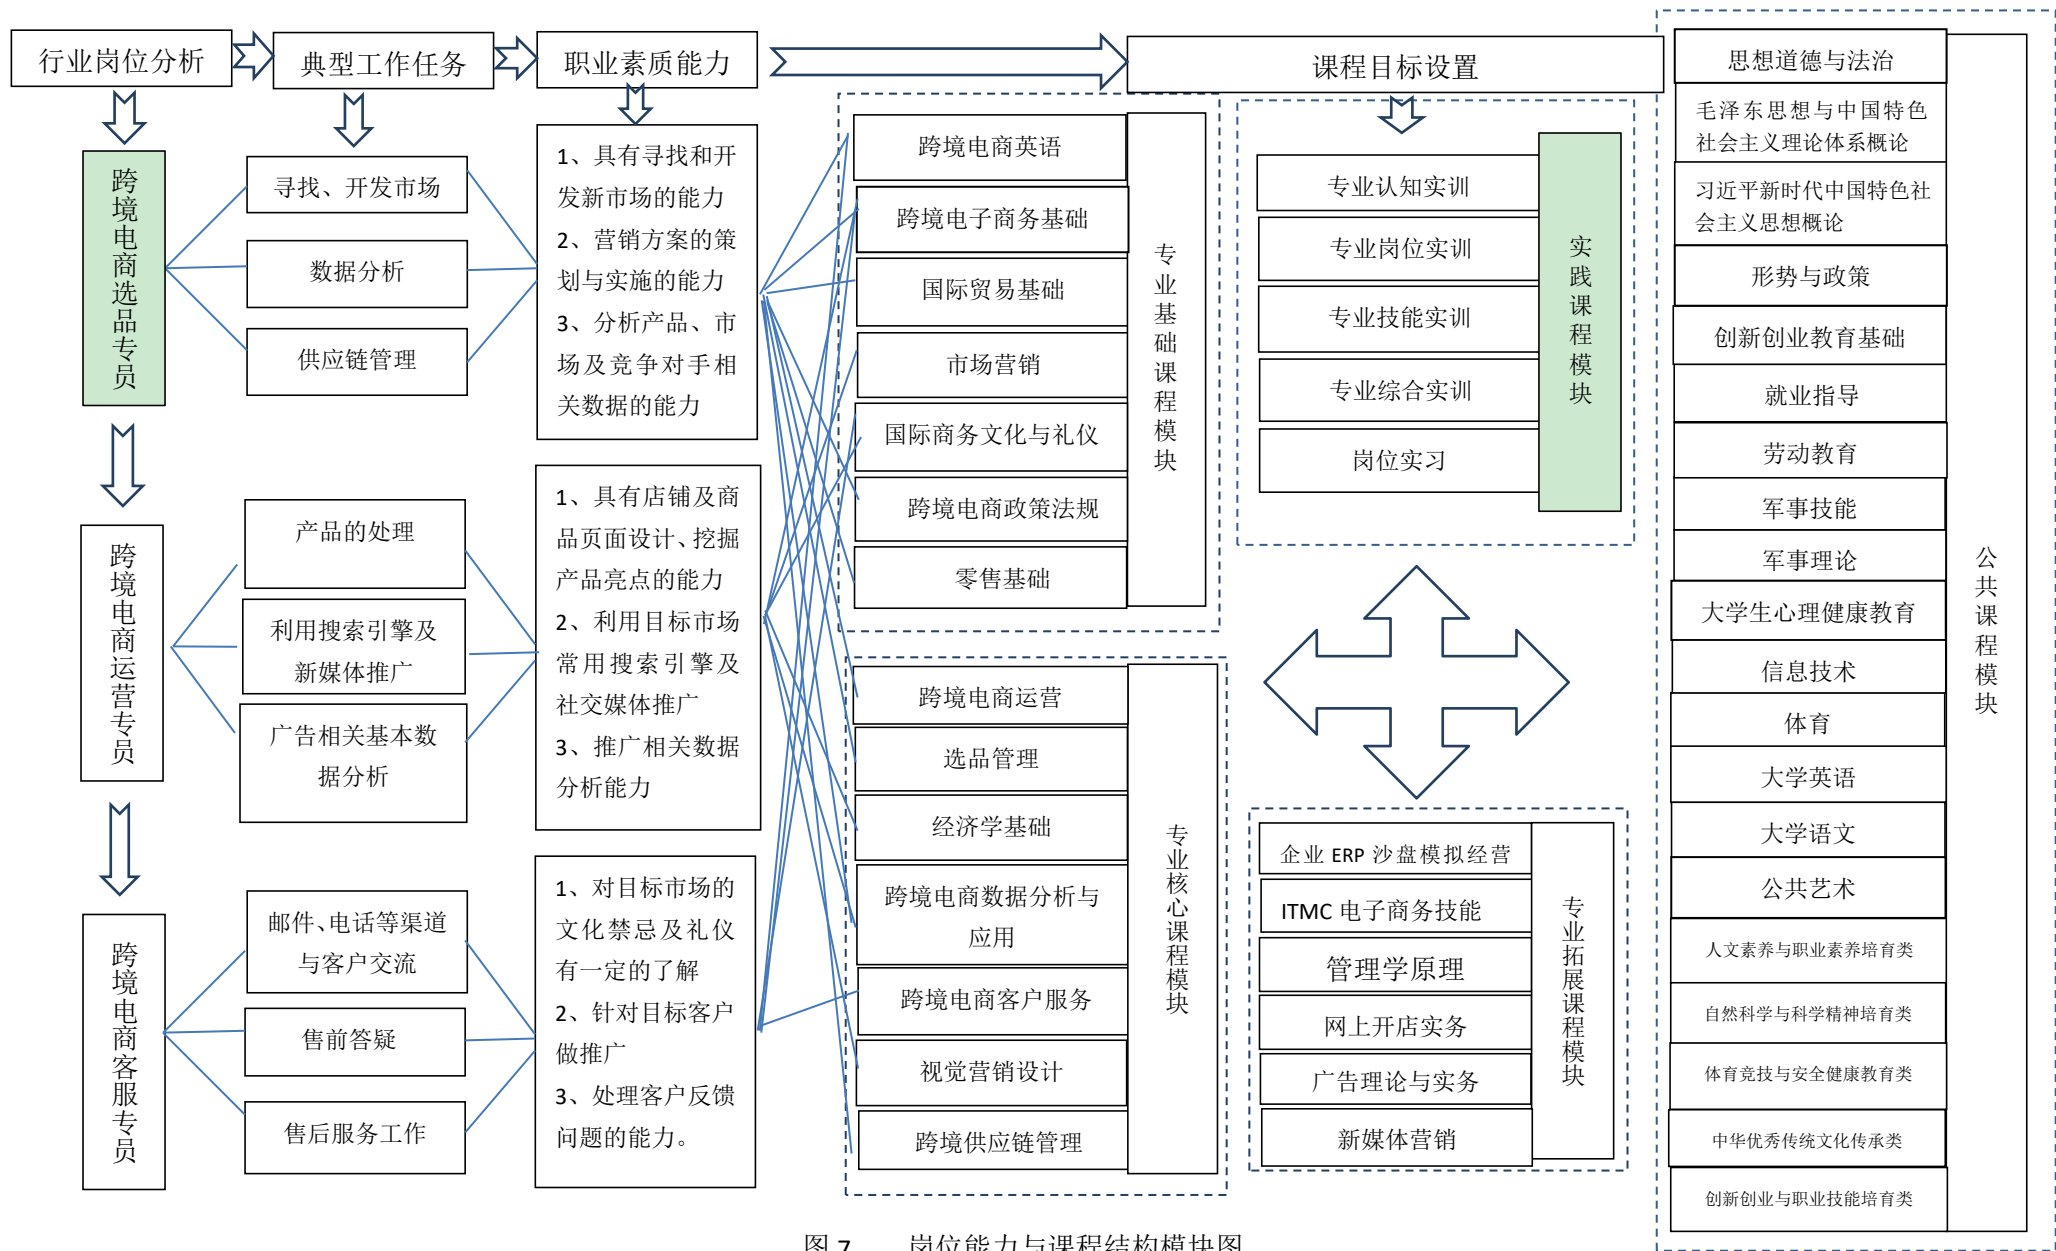 行业岗位分析
典型工作任务
职业素质能力
课程目标设置
跨境电商选品专员
寻找、开发市场
数据分析
供应链管理
1、具有寻找和开
发新市场的能力
2、营销方案的策
划与实施的能力
3、分析产品、市
场及竞争对手相
关数据的能力
跨境电商运营专员
产品的处理
利用搜索引擎及
新媒体推广
广告相关基本数
据分析
1、具有店铺及商
品页面设计、挖掘
产品亮点的能力
2、利用目标市场
常用搜索引擎及
社交媒体推广
3、推广相关数据
分析能力
跨境电商客服专员
邮件、电话等渠道
与客户交流
售前答疑
售后服务工作
1、对目标市场的
文化禁忌及礼仪
有一定的了解
2、针对目标客户
做推广
3、处理客户反馈
问题的能力。
跨境电商英语
跨境电子商务基础
国际贸易基础
市场营销
国际商务文化与礼仪
跨境电商政策法规
零售基础
专业基础课程模块
跨境电商运营
选品管理
经济学基础
跨境电商数据分析与
应用
跨境电商客户服务
视觉营销设计
跨境供应链管理
专业核心课程模块
专业认知实训
专业岗位实训
专业技能实训
专业综合实训
岗位实习
实践课程模块
企业 ERP 沙盘模拟经营
ITMC 电子商务技能
管理学原理
网上开店实务
广告理论与实务
新媒体营销
专业拓展课程模块
思想道德与法治
毛泽东思想与中国特色
社会主义理论体系概论
习近平新时代中国特色社
会主义思想概论
形势与政策
创新创业教育基础
就业指导
劳动教育
军事技能
军事理论
大学生心理健康教育
信息技术
体育
大学英语
大学语文
公共艺术
人文素养与职业素养培育类
自然科学与科学精神培育类
体育竞技与安全健康教育类
中华优秀传统文化传承类
创新创业与职业技能培育类
公共课程模块
图 7 岗位能力与课程结构模块图